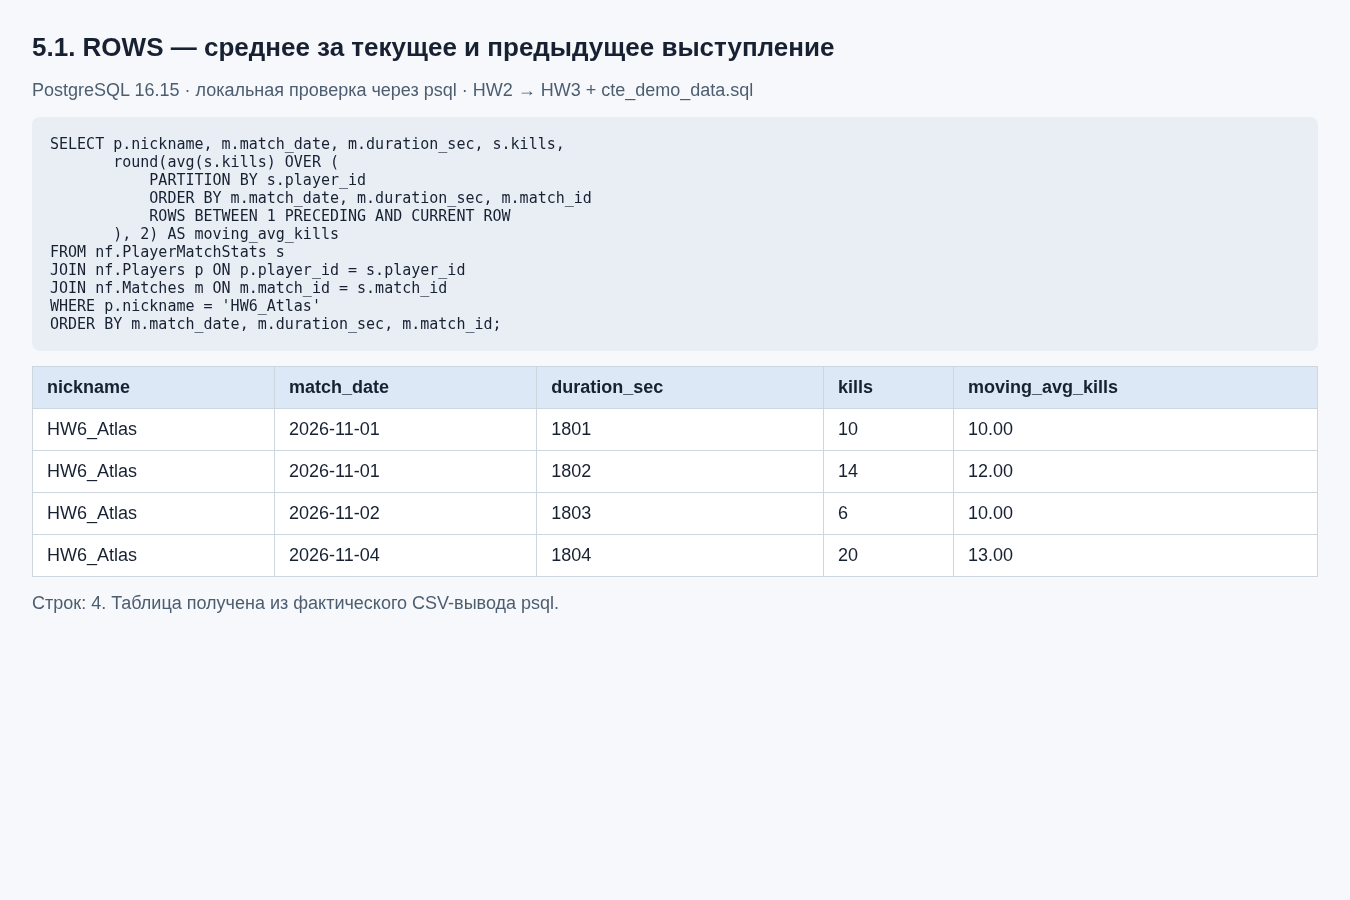 5.1. ROWS — среднее за текущее и предыдущее выступление
PostgreSQL 16.15 · локальная проверка через psql · HW2 → HW3 + cte_demo_data.sql
SELECT p.nickname, m.match_date, m.duration_sec, s.kills,
       round(avg(s.kills) OVER (
           PARTITION BY s.player_id
           ORDER BY m.match_date, m.duration_sec, m.match_id
           ROWS BETWEEN 1 PRECEDING AND CURRENT ROW
       ), 2) AS moving_avg_kills
FROM nf.PlayerMatchStats s
JOIN nf.Players p ON p.player_id = s.player_id
JOIN nf.Matches m ON m.match_id = s.match_id
WHERE p.nickname = 'HW6_Atlas'
ORDER BY m.match_date, m.duration_sec, m.match_id;
nickname match_date duration_sec kills moving_avg_kills
HW6_Atlas 2026-11-01 1801 10 10.00
HW6_Atlas 2026-11-01 1802 14 12.00
HW6_Atlas 2026-11-02 1803 6 10.00
HW6_Atlas 2026-11-04 1804 20 13.00
Строк: 4. Таблица получена из фактического CSV-вывода psql.